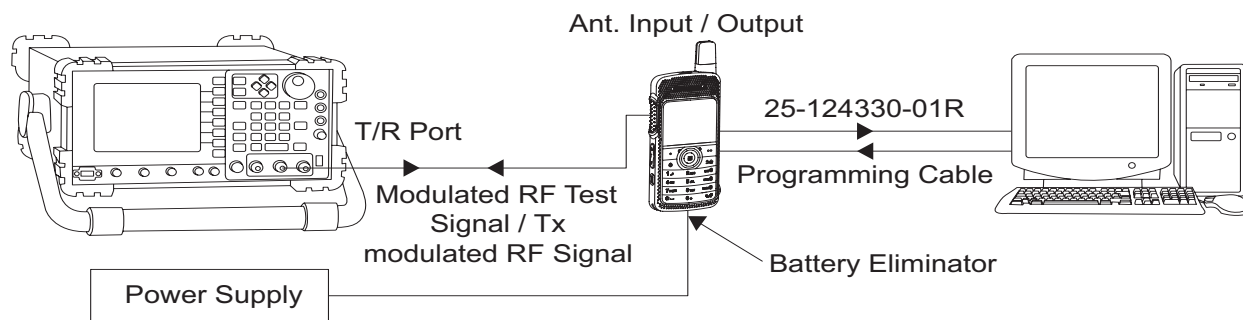 Ant. Input / Output
25-124330-01R
T/R Port
Programming Cable
Modulated RF Test
Signal / Tx
modulated RF Signal
Battery Eliminator
Power Supply